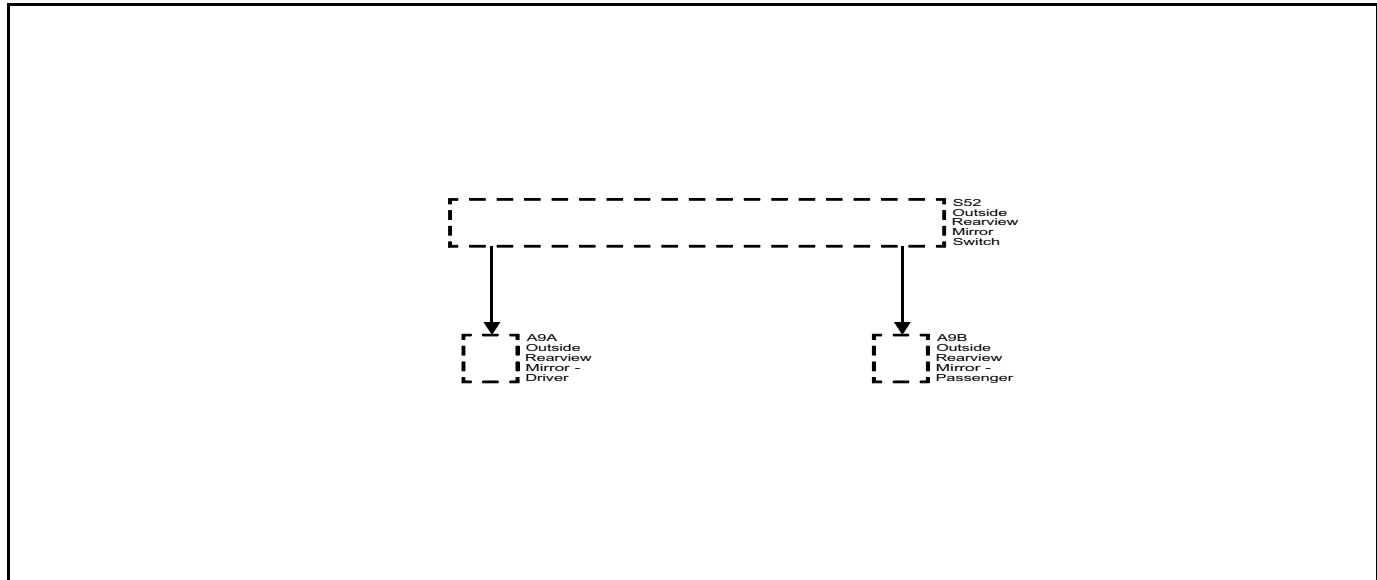 S52
Outside
Rearview
Mirror
Switch
A9A
Outside
Rearview
Mirror -
Driver
A9B
Outside
Rearview
Mirror -
Passenger